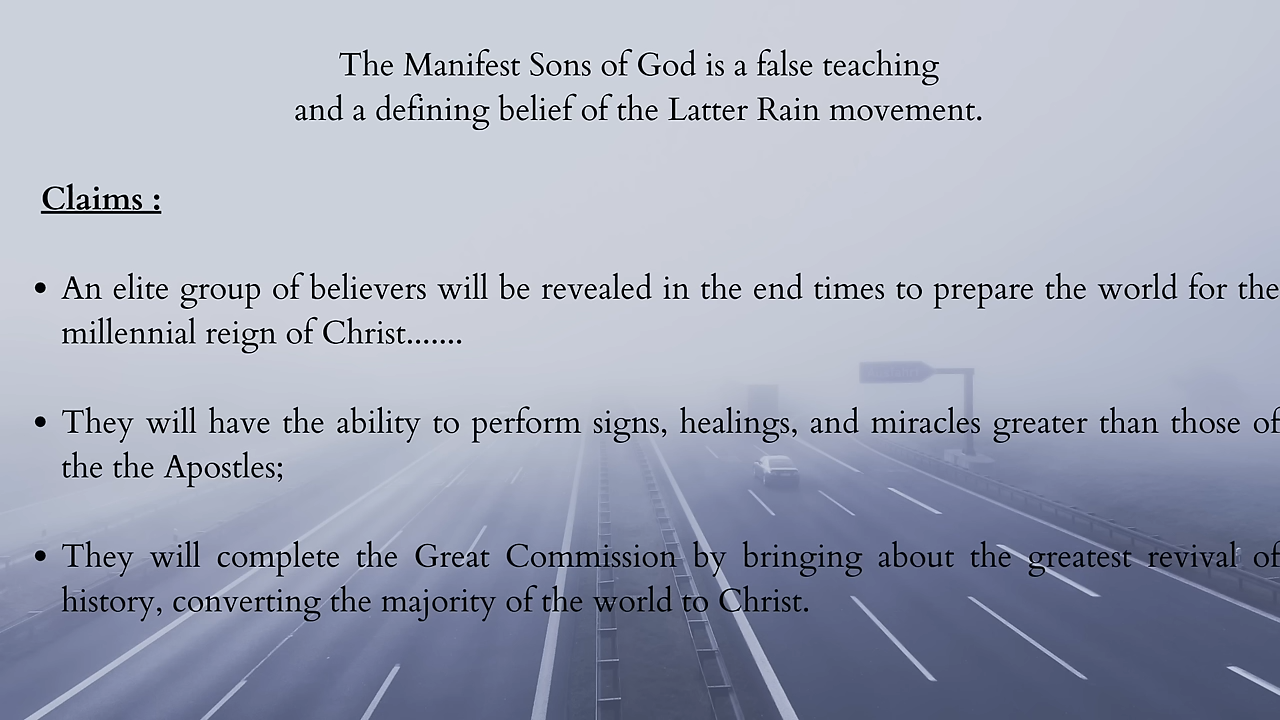 The Manifest Sons of God is a false teaching
and a defining belief of the Latter Rain movement.
Claims :
• An elite group of believers will be revealed in the end times to prepare the world for the
millennial reign of Christ.......
• They will have the ability to perform signs, healings, and miracles greater than those of
the the Apostles;
• They will complete the Great Commission by bringing about the greatest revival of
history, converting the majority of the world to Christ.